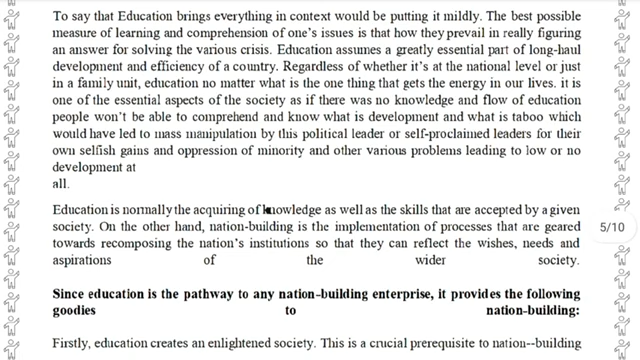 To say that Education brings everything in context would be putting it mildly. The best possible
measure of learning and comprehension of one's issues is that how they prevail in really figuring
an answer for solving the various crisis. Education assumes a greatly essential part of long-haul
development and efficiency of a country. Regardless of whether it's at the national level or just
in a family unit, education no matter what is the one thing that gets the energy in our lives. it is
one of the essential aspects of the society as if there was no knowledge and flow of education
people won't be able to comprehend and know what is development and what is taboo which
would have led to mass manipulation by this political leader or self-proclaimed leaders for their
own selfish gains and oppression of minority and other various problems leading to low or no
development at
all.
Education is normally the acquiring of knowledge as well as the skills that are accepted by a given
society. On the other hand, nation-building is the implementation of processes that are geared
towards recomposing the nation's institutions so that they can reflect the wishes, needs and
aspirations of the wider society.
5/10
Since education is the pathway to any nation-building enterprise, it provides the following
goodies to nation-building:
Firstly, education creates an enlightened society. This is a crucial prerequisite to nation--building